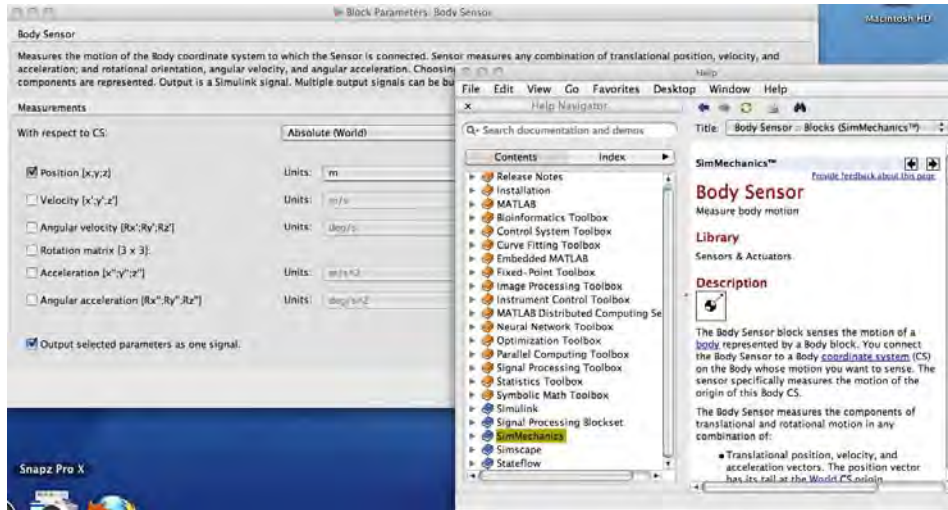 Block Parameters: Body Sensor
Macintosh HD
Body Sensor
Measures the motion of the Body coordinate system to which the Sensor is connected. Sensor measures any combination of translational position, velocity, and
acceleration; and rotational orientation, angular velocity, and angular acceleration. Choosin
components are represented. Output is a Simulink signal. Multiple output signals can be bu
Measurements
With respect to CS:
Absolute (World)
Position [x;y;z]
Units: m
Velocity [x';y';z']
Units: m/s
Angular velocity [Rx';Ry';Rz']
Units: deg/s
Rotation matrix [3 x 3]:
Acceleration [x";y";z"]
Units: m/s^2
Angular acceleration [Rx";Ry";Rz"]
Units: deg/s^2
Output selected parameters as one signal.
Snapz Pro X
Help
File Edit View Go Favorites Desktop Window Help
x Help Navigator
Search documentation and demos
Contents Index
Release Notes
Installation
MATLAB
Bioinformatics Toolbox
Control System Toolbox
Curve Fitting Toolbox
Embedded MATLAB
Fixed-Point Toolbox
Image Processing Toolbox
Instrument Control Toolbox
MATLAB Distributed Computing Se
Neural Network Toolbox
Optimization Toolbox
Parallel Computing Toolbox
Signal Processing Toolbox
Statistics Toolbox
Symbolic Math Toolbox
Simulink
Signal Processing Blockset
SimMechanics
Simscape
Stateflow
Title: Body Sensor :: Blocks (SimMechanics™)
SimMechanics™
Provide feedback about this page
Body Sensor
Measure body motion
Library
Sensors & Actuators
Description
The Body Sensor block senses the motion of a
body represented by a Body block. You connect
the Body Sensor to a Body coordinate system (CS)
on the Body whose motion you want to sense. The
sensor specifically measures the motion of the
origin of this Body CS.
The Body Sensor measures the components of
translational and rotational motion in any
combination of:
• Translational position, velocity, and
acceleration vectors. The position vector
has its tail at the World CS origin